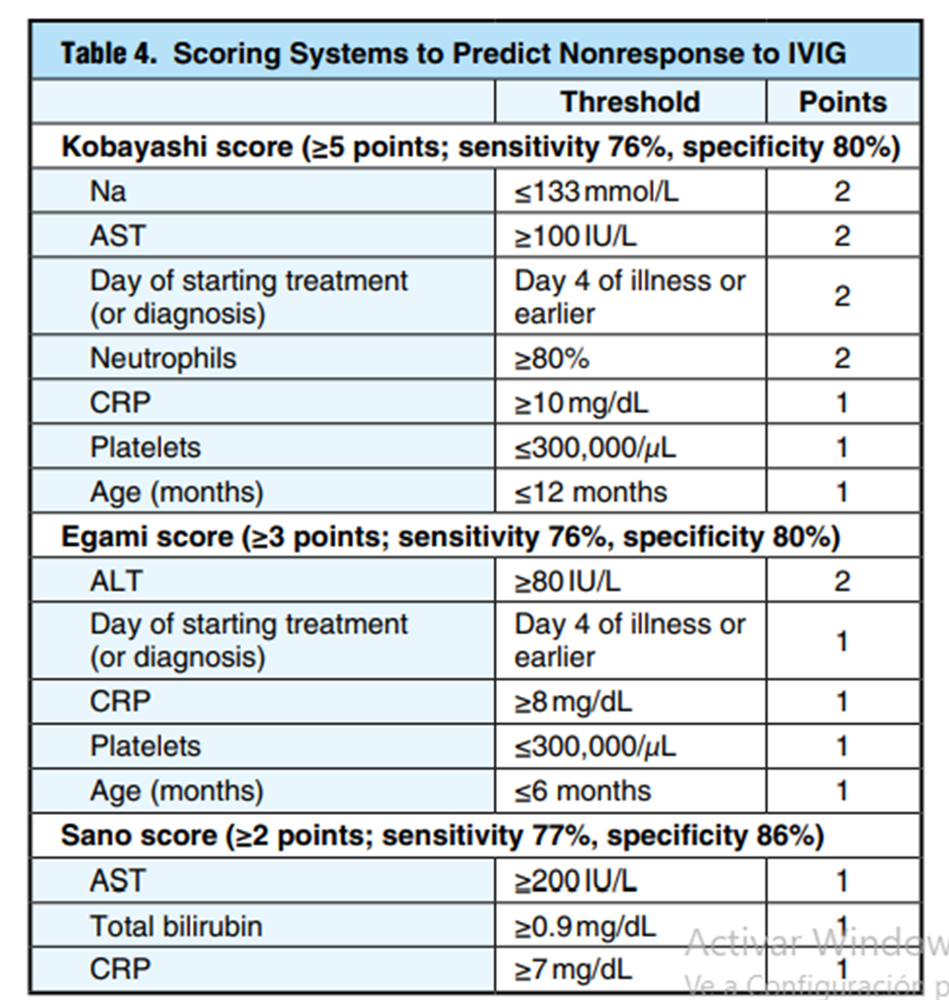 Table 4. Scoring Systems to Predict Nonresponse to IVIG
Threshold Points
Kobayashi score (≥5 points; sensitivity 76%, specificity 80%)
Na ≤133 mmol/L 2
AST ≥100 IU/L 2
Day of starting treatment Day 4 of illness or
(or diagnosis) earlier 2
Neutrophils ≥80% 2
CRP ≥10 mg/dL 1
Platelets ≤300,000/μL 1
Age (months) ≤12 months 1
Egami score (≥3 points; sensitivity 76%, specificity 80%)
ALT ≥80 IU/L 2
Day of starting treatment Day 4 of illness or
(or diagnosis) earlier 1
CRP ≥8 mg/dL 1
Platelets ≤300,000/μL 1
Age (months) ≤6 months 1
Sano score (≥2 points; sensitivity 77%, specificity 86%)
AST ≥200 IU/L 1
Total bilirubin ≥0.9 mg/dL 1
CRP ≥7 mg/dL 1
Activar Window
Ve a Configuración p